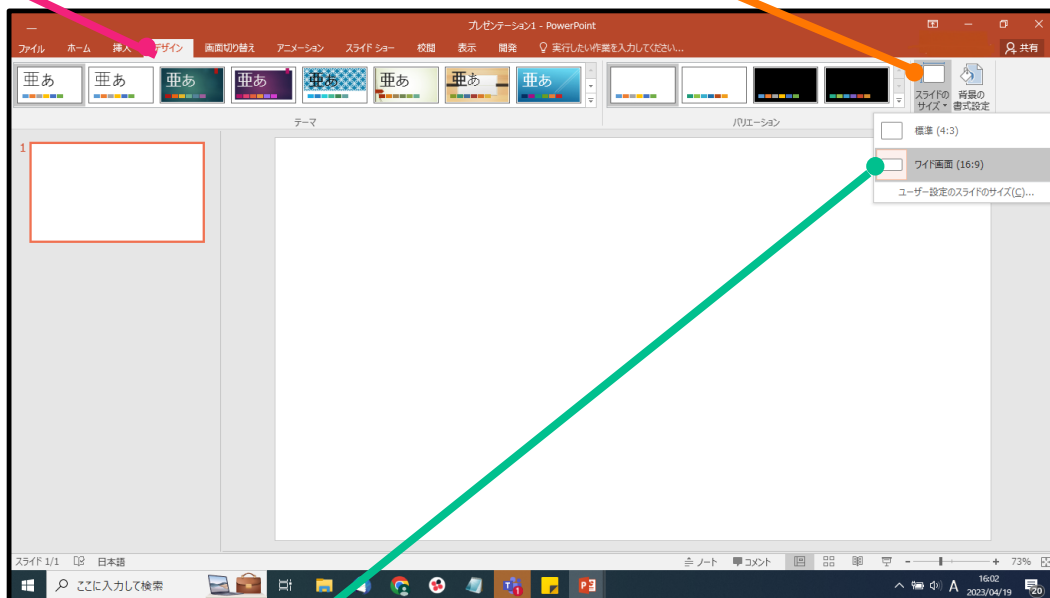 プレゼンテーション1 - PowerPoint
ファイル ホーム 挿入 デザイン 画面切り替え アニメーション スライド ショー 校閲 表示 開発 実行したい作業を入力してください... 共有
亜あ 亜あ 亜あ 亜あ 亜あ 亜あ 亜あ 亜あ
スライドの サイズ 背景の 書式設定
テーマ バリエーション
標準 (4:3)
ワイド画面 (16:9)
ユーザー設定のスライドのサイズ(C)...
1
スライド 1/1 日本語 ノート コメント 73%
ここに入力して検索 A 16:02
2023/04/19 20